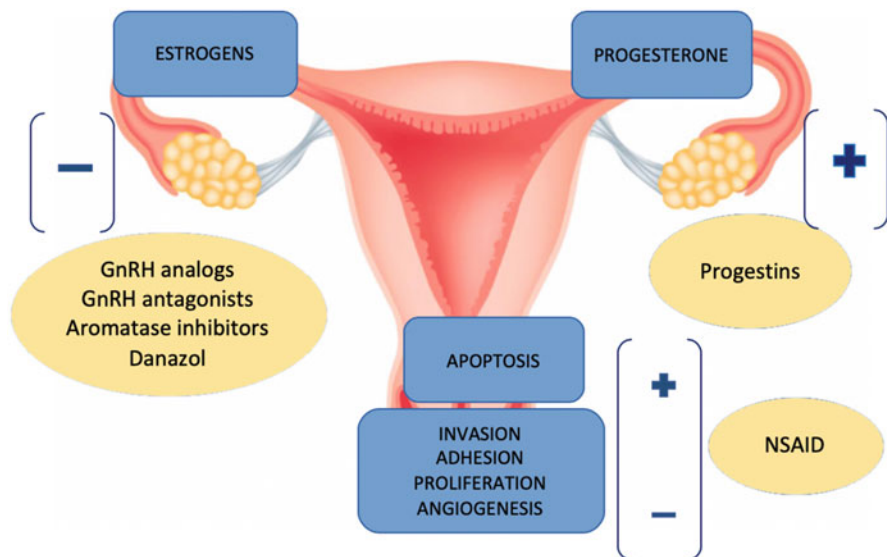 ESTROGENS
PROGESTERONE
−
+
GnRH analogs
GnRH antagonists
Aromatase inhibitors
Danazol
Progestins
APOPTOSIS
+
INVASION
ADHESION
PROLIFERATION
ANGIOGENESIS
−
NSAID